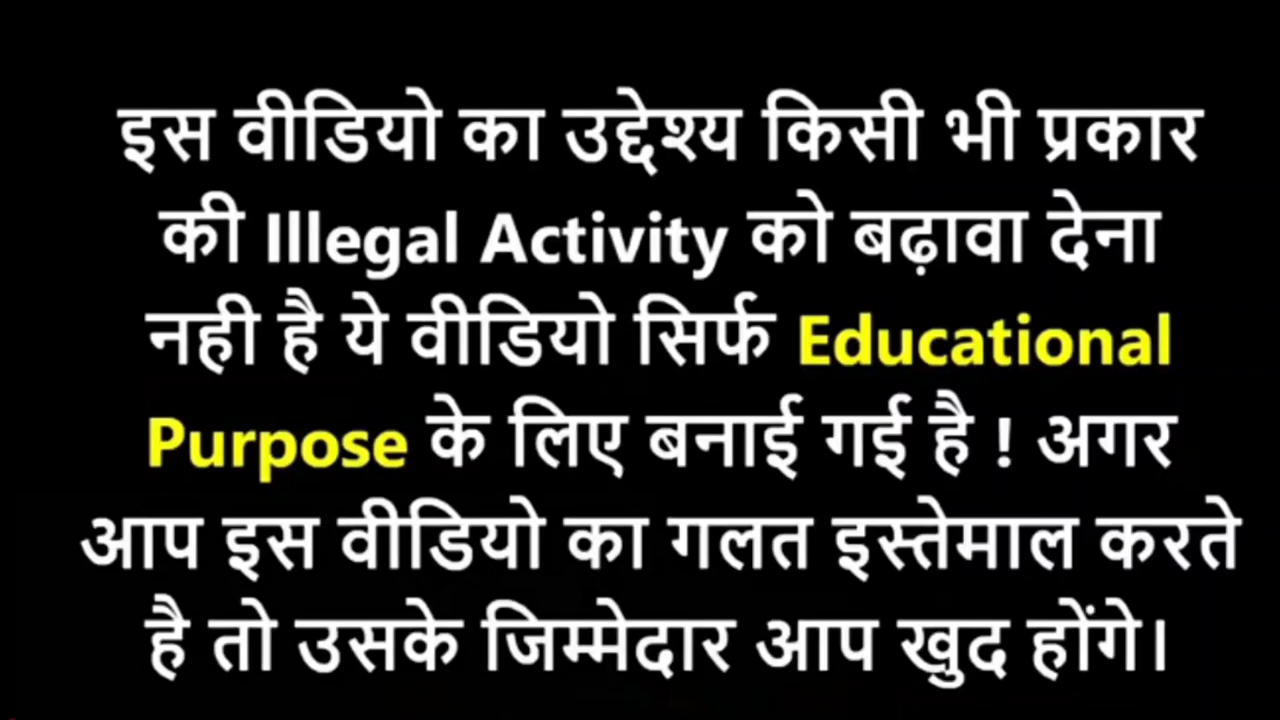 इस वीडियो का उद्देश्य किसी भी प्रकार
की Illegal Activity को बढ़ावा देना
नही है ये वीडियो सिर्फ Educational
Purpose के लिए बनाई गई है ! अगर
आप इस वीडियो का गलत इस्तेमाल करते
है तो उसके जिम्मेदार आप खुद होंगे।